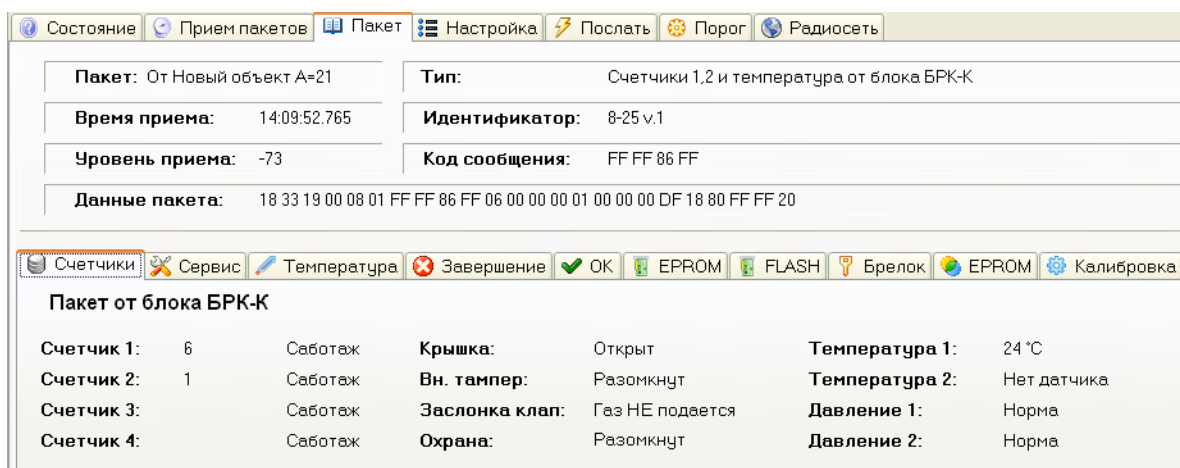 Состояние Прием пакетов Пакет Настройка Послать Порог Радиосеть
Пакет: От Новый объект A=21 Тип: Счетчики 1,2 и температура от блока БРК-К
Время приема: 14:09:52.765 Идентификатор: 8-25 v.1
Уровень приема: -73 Код сообщения: FF FF 86 FF
Данные пакета: 18 33 19 00 08 01 FF FF 86 FF 06 00 00 00 01 00 00 00 DF 18 80 FF FF 20
Счетчики Сервис Температура Завершение OK EPROM FLASH Брелок EPROM Калибровка
Пакет от блока БРК-К
Счетчик 1: 6 Саботаж Крышка: Открыт Температура 1: 24 °C
Счетчик 2: 1 Саботаж Вн. тампер: Разомкнут Температура 2: Нет датчика
Счетчик 3: Саботаж Заслонка клап: Газ НЕ подается Давление 1: Норма
Счетчик 4: Саботаж Охрана: Разомкнут Давление 2: Норма